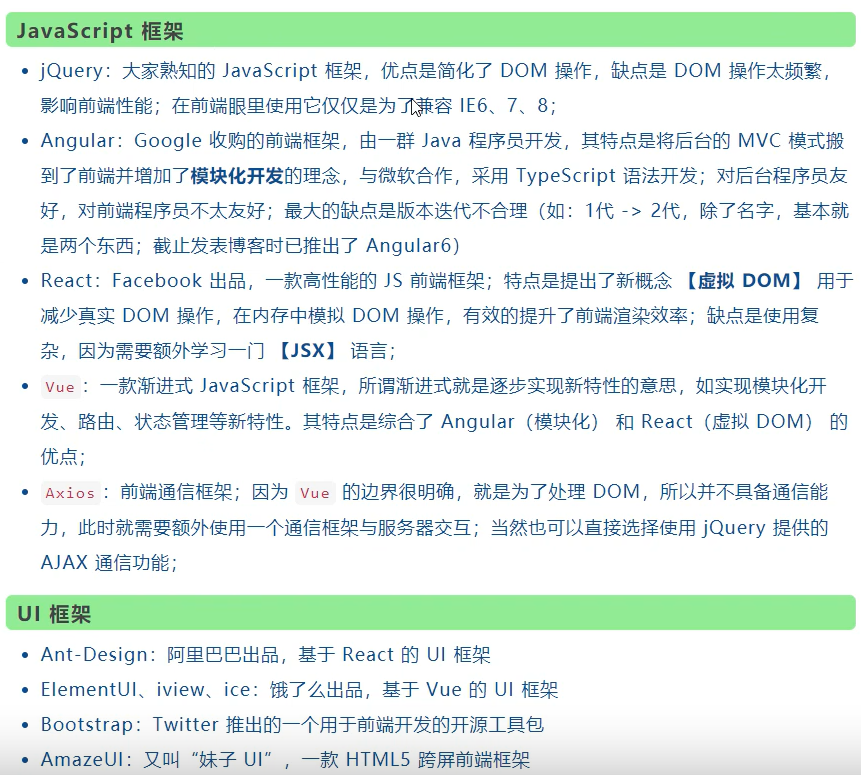 JavaScript 框架
• jQuery：大家熟知的 JavaScript 框架，优点是简化了 DOM 操作，缺点是 DOM 操作太频繁，
影响前端性能；在前端眼里使用它仅仅是为了兼容 IE6、7、8；
• Angular：Google 收购的前端框架，由一群 Java 程序员开发，其特点是将后台的 MVC 模式搬
到了前端并增加了模块化开发的理念，与微软合作，采用 TypeScript 语法开发；对后台程序员友
好，对前端程序员不太友好；最大的缺点是版本迭代不合理（如：1代 -> 2代，除了名字，基本就
是两个东西；截止发表博客时已推出了 Angular6）
• React：Facebook 出品，一款高性能的 JS 前端框架；特点是提出了新概念 【虚拟 DOM】 用于
减少真实 DOM 操作，在内存中模拟 DOM 操作，有效的提升了前端渲染效率；缺点是使用复
杂，因为需要额外学习一门 【JSX】 语言；
• Vue：一款渐进式 JavaScript 框架，所谓渐进式就是逐步实现新特性的意思，如实现模块化开
发、路由、状态管理等新特性。其特点是综合了 Angular（模块化） 和 React（虚拟 DOM） 的
优点；
• Axios：前端通信框架；因为 Vue 的边界很明确，就是为了处理 DOM，所以并不具备通信能
力，此时就需要额外使用一个通信框架与服务器交互；当然也可以直接选择使用 jQuery 提供的
AJAX 通信功能；
UI 框架
• Ant-Design：阿里巴巴出品，基于 React 的 UI 框架
• ElementUI、iview、ice：饿了么出品，基于 Vue 的 UI 框架
• Bootstrap：Twitter 推出的一个用于前端开发的开源工具包
• AmazeUI：又叫“妹子 UI”，一款 HTML5 跨屏前端框架